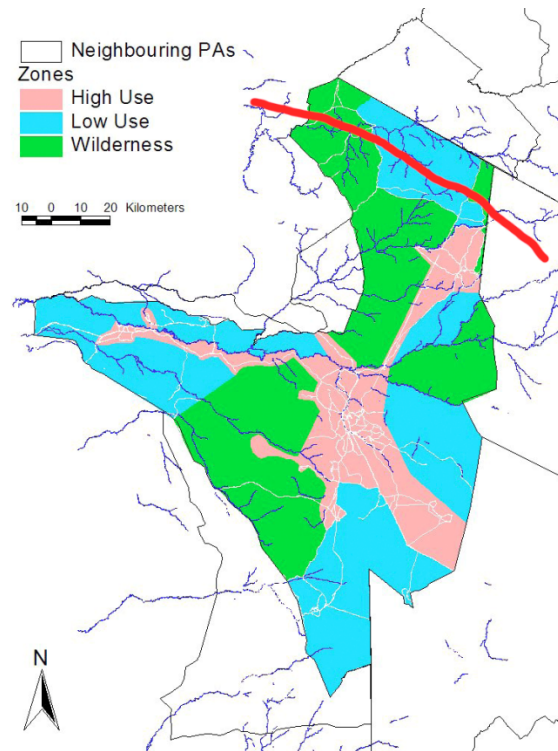 Neighbouring PAs
Zones
High Use
Low Use
Wilderness
10 0 10 20 Kilometers
N